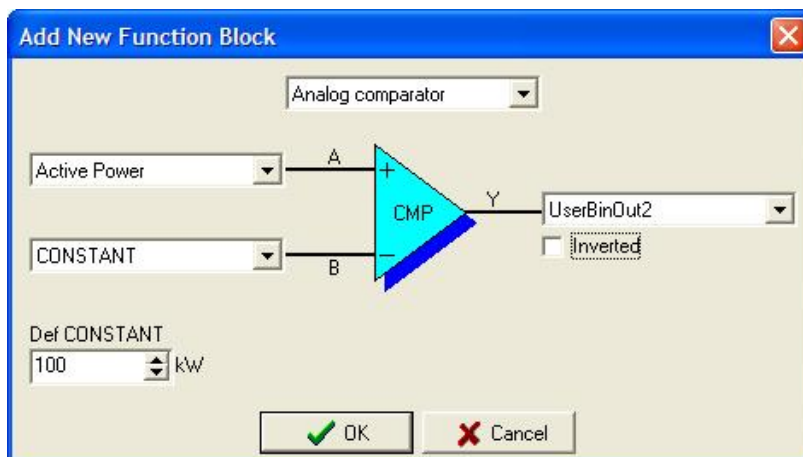 Add New Function Block
Analog comparator
Active Power
A
+
CMP
Y
UserBinOut2
Inverted
CONSTANT
B
−
Def CONSTANT
100 kW
OK
Cancel